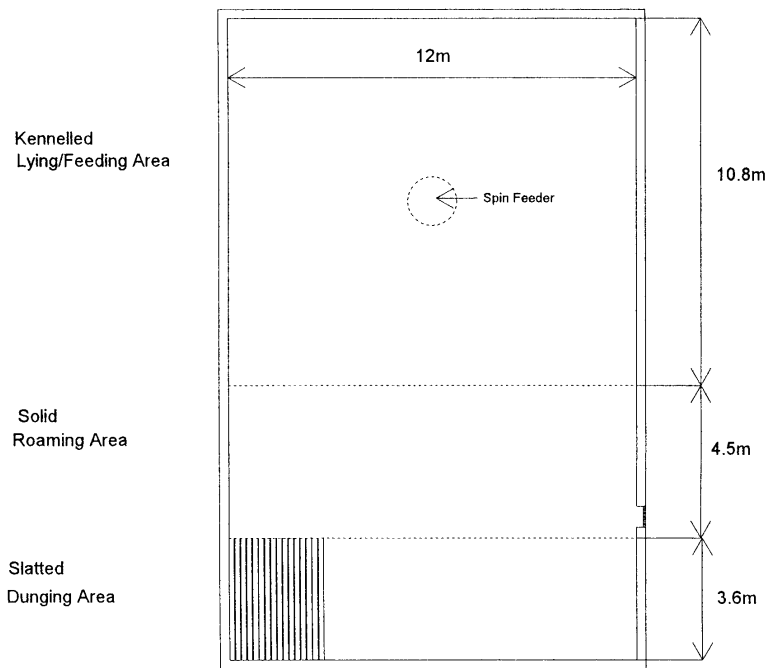 12m
Kennelled
Lying/Feeding Area
10.8m
Spin Feeder
Solid
Roaming Area
4.5m
Slatted
Dunging Area
3.6m